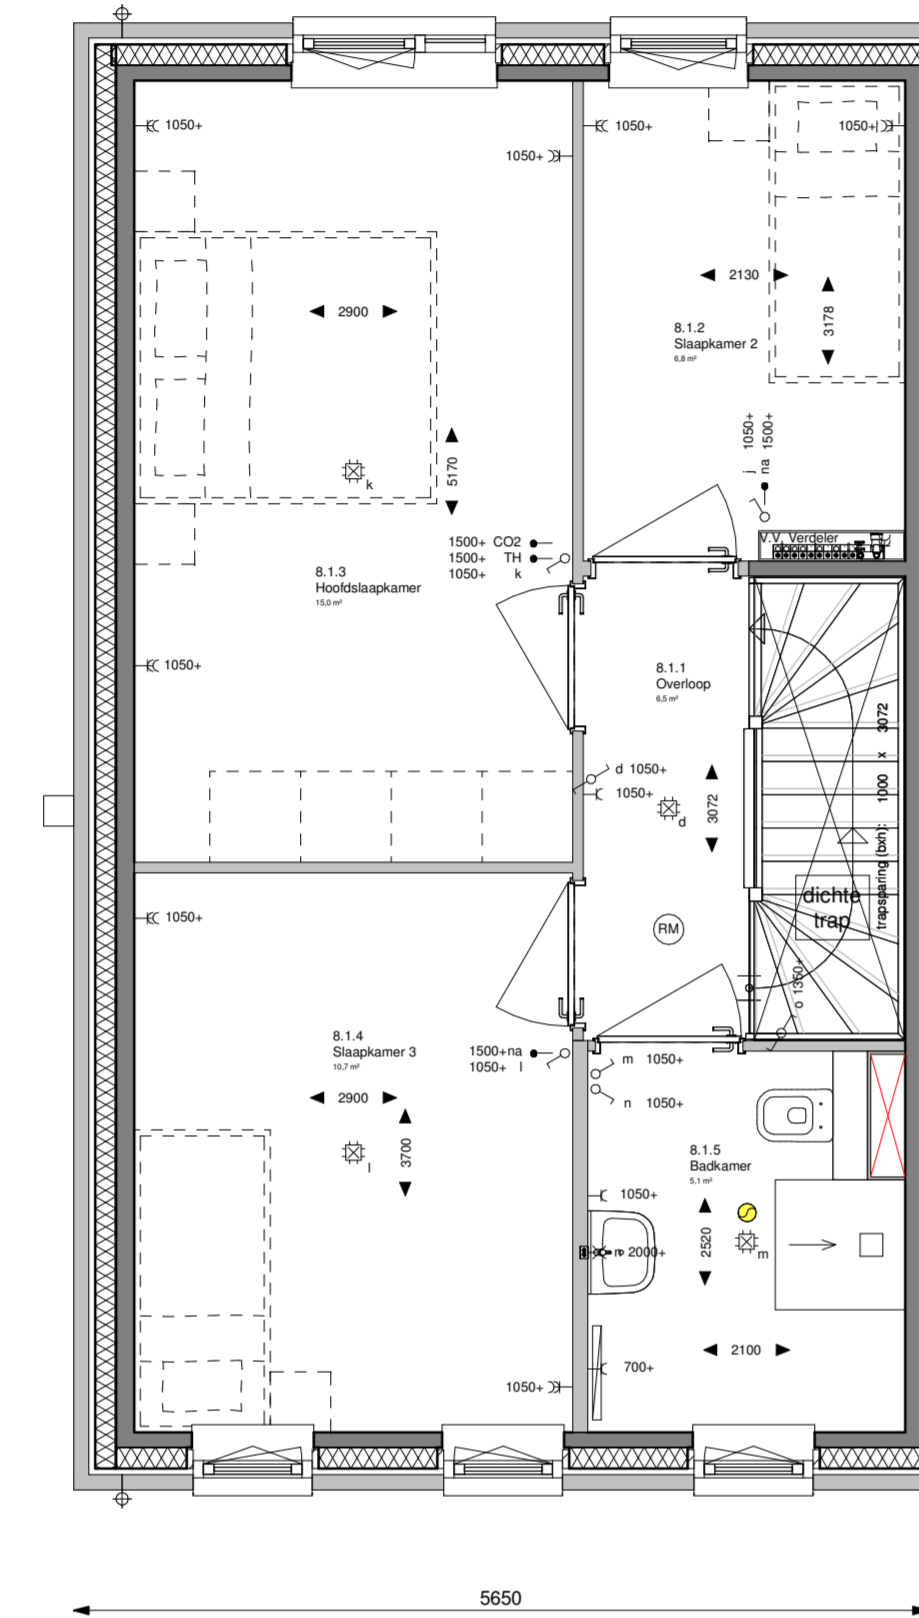 1050+
1050+
1050+
1050+
2900
2130
3178
8.1.2
Slaapkamer 2
6,8 m²
5170
k
j 1050+
na 1500+
1500+ CO2
1500+ TH
1050+ k
V.V. Verdeler
8.1.3
Hoofdslaapkamer
15,0 m²
1050+
8.1.1
Overloop
6,5 m²
d 1050+
1050+
d
3072
trapsparing (bxh): 1000 x 3072
dichte
trap
1050+
RM
o 1350+
8.1.4
Slaapkamer 3
10,7 m²
1500+na
1050+ l
m 1050+
n 1050+
2900
3700
l
8.1.5
Badkamer
5,1 m²
1050+
2520
m
n 2000+
2100
700+
1050+
5650